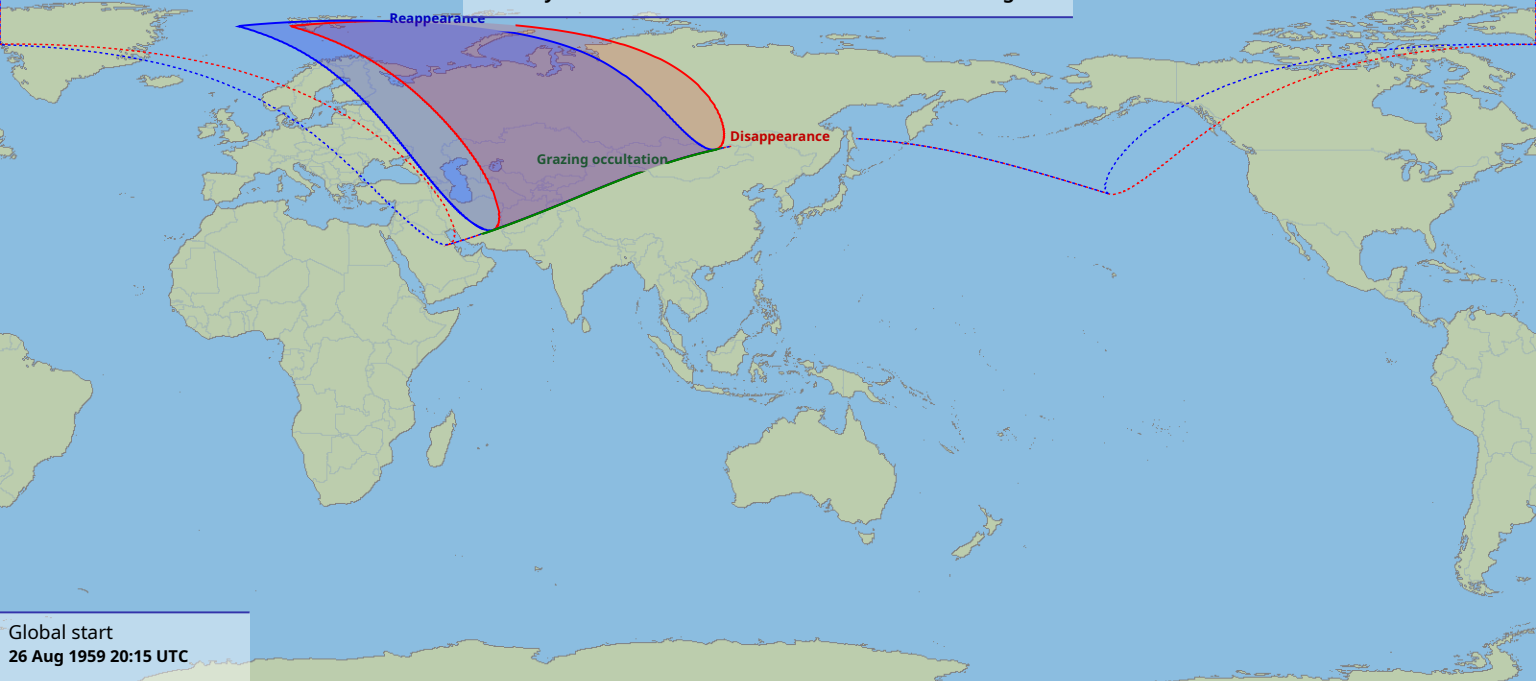 Reappearance
Disappearance
Grazing occultation
Global start
26 Aug 1959 20:15 UTC